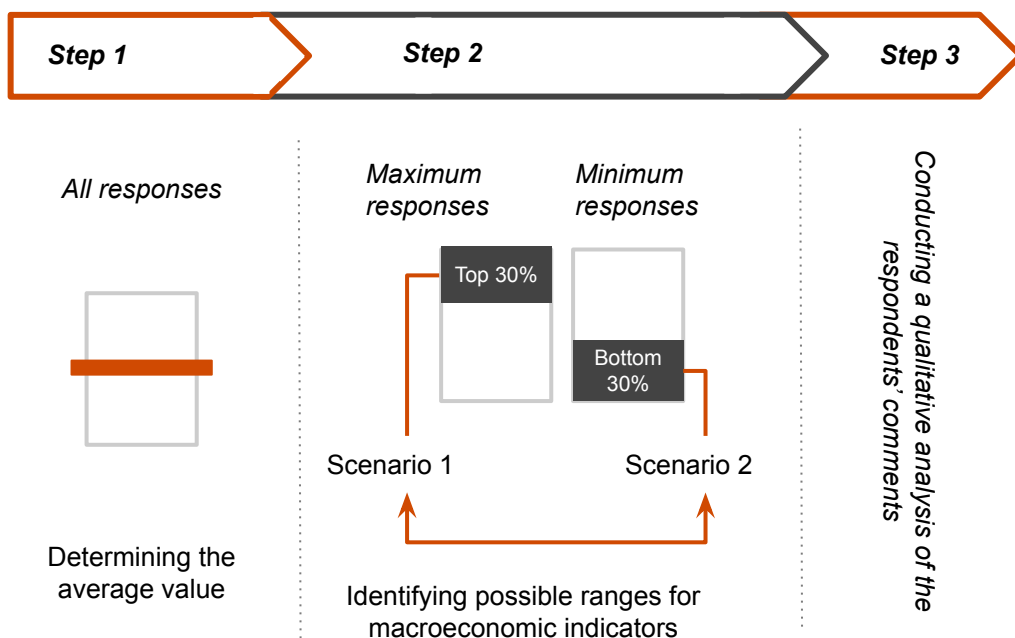 Step 1
Step 2
Step 3
All responses
Determining the
average value
Maximum
responses
Minimum
responses
Top 30%
Bottom
30%
Scenario 1
Scenario 2
Identifying possible ranges for
macroeconomic indicators
Conducting a qualitative analysis of the
respondents’ comments